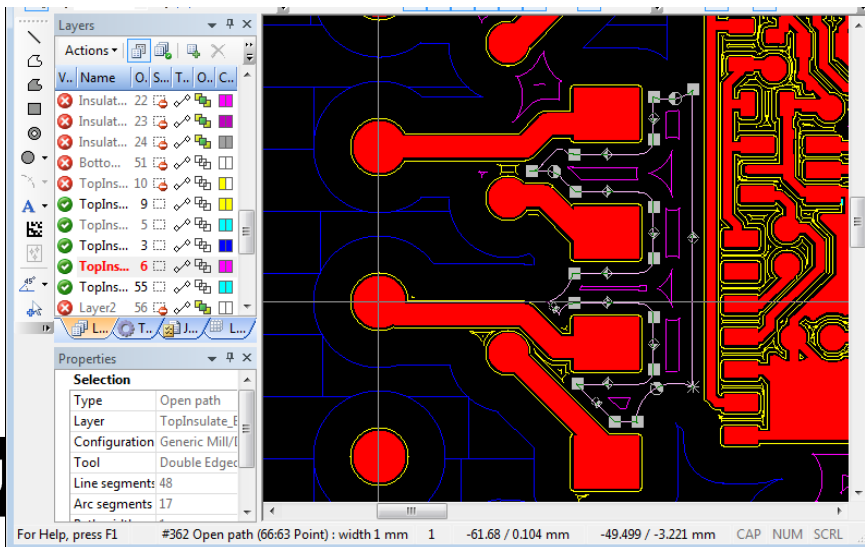 Layers
Actions
V.. Name O. S... T.. O.. C..
Insulat... 22
Insulat... 23
Insulat... 24
Botto... 51
TopIns... 10
TopIns... 9
TopIns... 5
TopIns... 3
TopIns... 6
TopIns... 55
Layer2 56
A
45°
L... T.. J... L...
Properties
Selection
Type Open path
Layer TopInsulate_E
Configuration Generic Mill/
Tool Double Edged
Line segments 48
Arc segments 17
For Help, press F1 #362 Open path (66:63 Point) : width 1 mm 1 -61.68 / 0.104 mm -49.499 / -3.221 mm CAP NUM SCRL